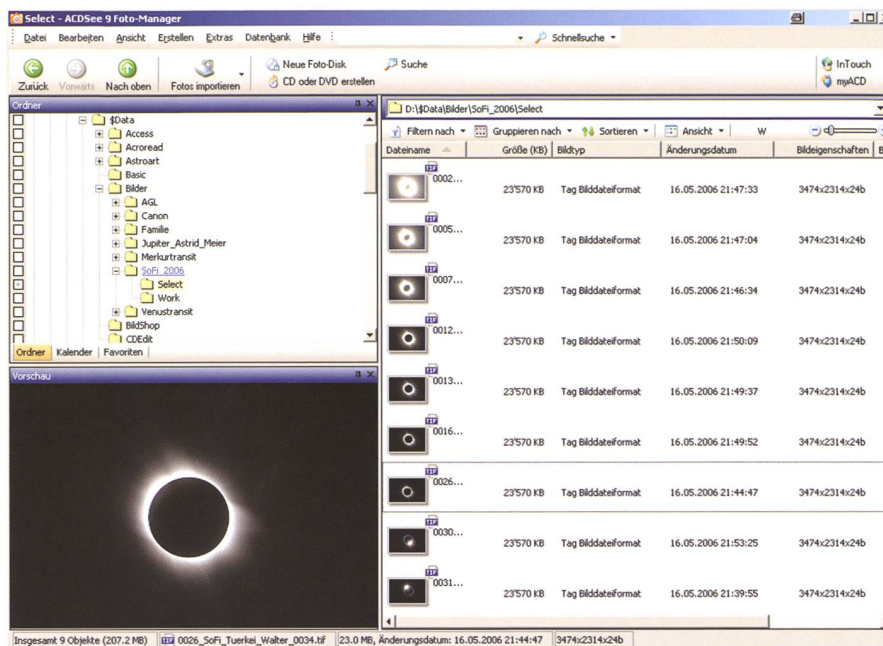 Select - ACDSee 9 Foto-Manager
Datei Bearbeiten Ansicht Erstellen Extras Datenbank Hilfe Schnellsuche
Zurück Vorwärts Nach oben Fotos importieren Neue Foto-Disk CD oder DVD erstellen Suche InTouch myACD
Ordner
$Data
Access
Acroread
Astroart
Basic
Bilder
AGL
Canon
Familie
Jupiter_Astrid_Meier
Merkurtransit
SoFi_2006
Select
Work
Venustransit
BildShop
CDEdit
Ordner Kalender Favoriten
Vorschau
D:\$Data\Bilder\SoFi_2006\Select
Filtern nach Gruppieren nach Sortieren Ansicht W
Dateiname Größe (KB) Bildtyp Änderungsdatum Bildeigenschaften B
TIF
0002... 23'570 KB Tag Bilddateiformat 16.05.2006 21:47:33 3474x2314x24b
TIF
0005... 23'570 KB Tag Bilddateiformat 16.05.2006 21:47:04 3474x2314x24b
TIF
0007... 23'570 KB Tag Bilddateiformat 16.05.2006 21:46:34 3474x2314x24b
TIF
0012... 23'570 KB Tag Bilddateiformat 16.05.2006 21:50:09 3474x2314x24b
TIF
0013... 23'570 KB Tag Bilddateiformat 16.05.2006 21:49:37 3474x2314x24b
TIF
0016... 23'570 KB Tag Bilddateiformat 16.05.2006 21:49:52 3474x2314x24b
TIF
0026... 23'570 KB Tag Bilddateiformat 16.05.2006 21:44:47 3474x2314x24b
TIF
0030... 23'570 KB Tag Bilddateiformat 16.05.2006 21:53:25 3474x2314x24b
TIF
0031... 23'570 KB Tag Bilddateiformat 16.05.2006 21:39:55 3474x2314x24b
Insgesamt 9 Objekte (207.2 MB) TIF 0026_SoFi_Tuerkei_Walter_0034.tif 23.0 MB, Änderungsdatum: 16.05.2006 21:44:47 3474x2314x24b